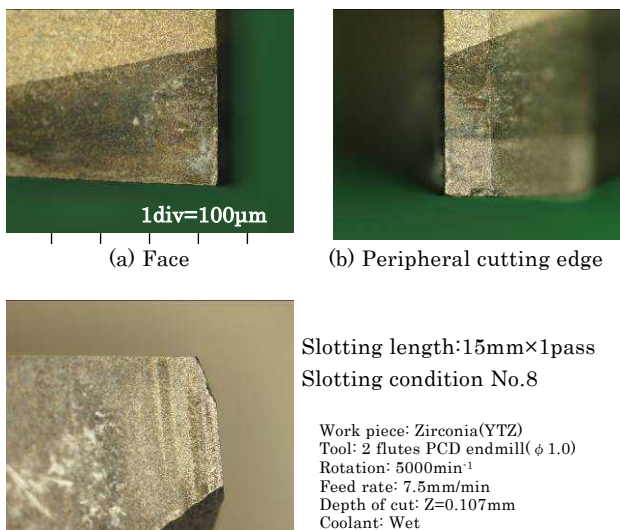 1div=100μm
(a) Face
(b) Peripheral cutting edge
Slotting length:15mm×1pass
Slotting condition No.8
Work piece: Zirconia(YTZ)
Tool: 2 flutes PCD endmill(φ1.0)
Rotation: 5000min⁻¹
Feed rate: 7.5mm/min
Depth of cut: Z=0.107mm
Coolant: Wet